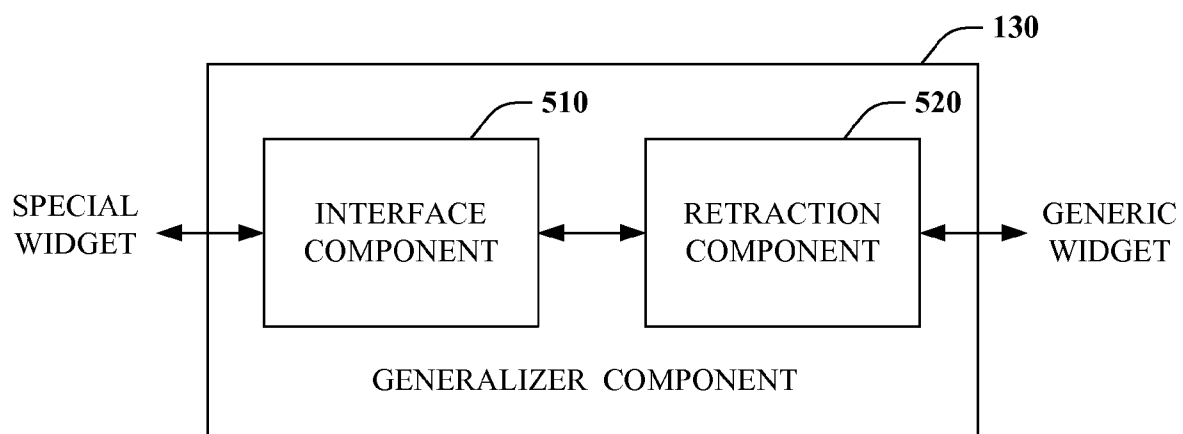 130
510
520
SPECIAL
WIDGET
INTERFACE
COMPONENT
RETRACTION
COMPONENT
GENERIC
WIDGET
GENERALIZER COMPONENT